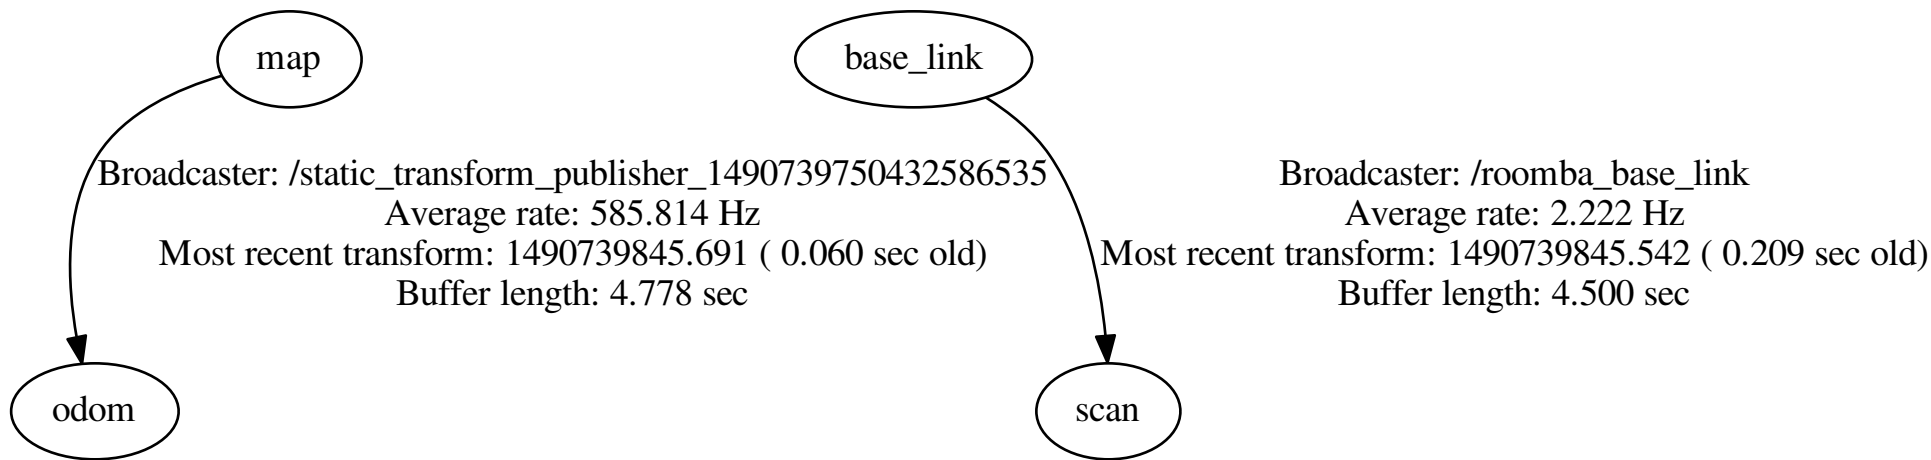 map
base_link
Broadcaster: /static_transform_publisher_1490739750432586535
Average rate: 585.814 Hz
Most recent transform: 1490739845.691 ( 0.060 sec old)
Buffer length: 4.778 sec
Broadcaster: /roomba_base_link
Average rate: 2.222 Hz
Most recent transform: 1490739845.542 ( 0.209 sec old)
Buffer length: 4.500 sec
odom
scan